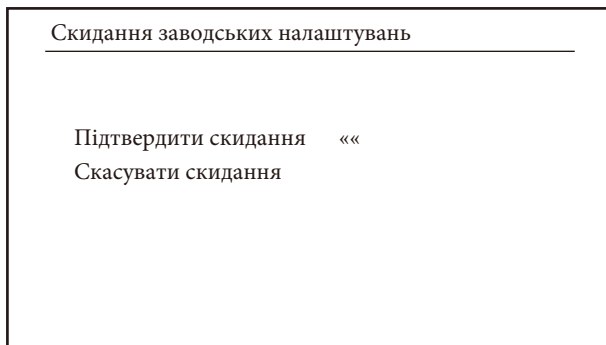 Скидання заводських налаштувань
Підтвердити скидання ««
Скасувати скидання